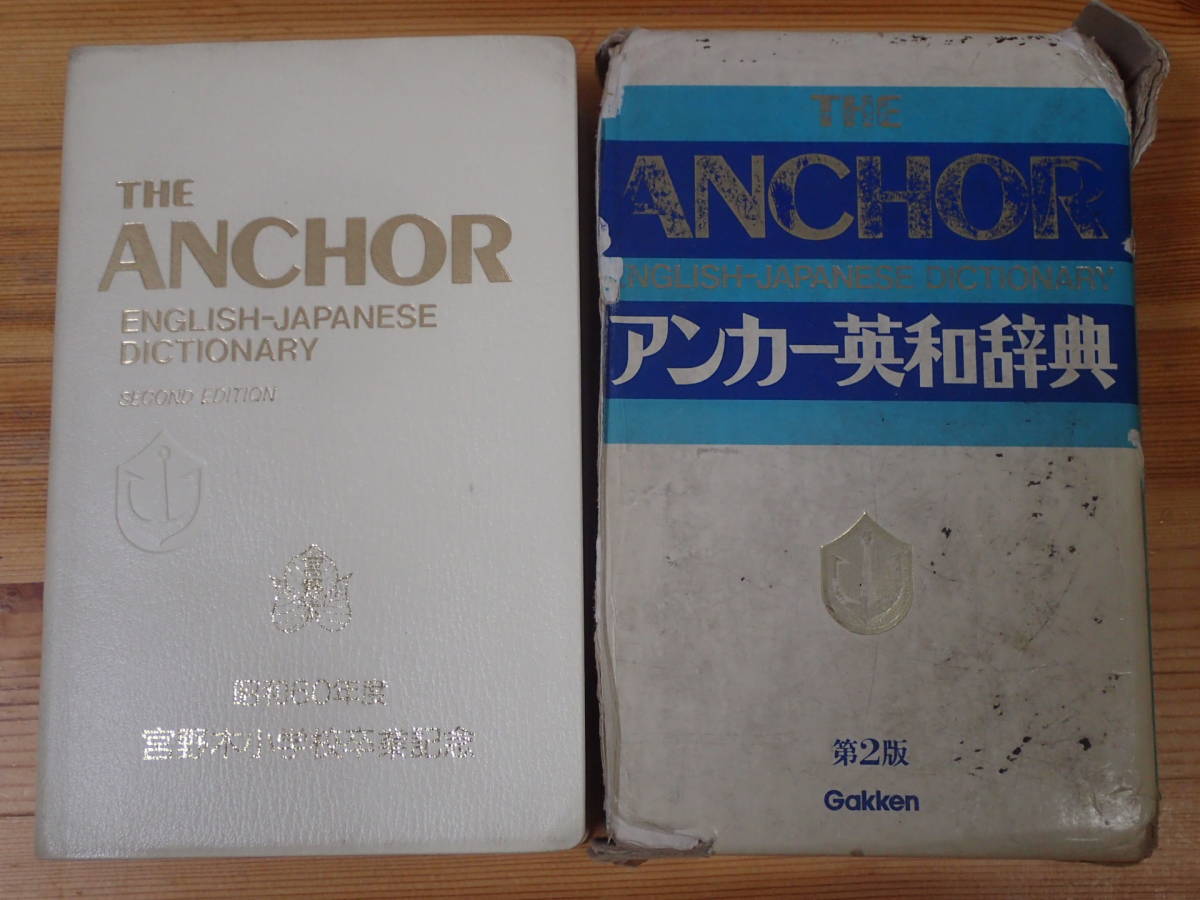 THE
ANCHOR
ENGLISH-JAPANESE
DICTIONARY
SECOND EDITION
昭和60年度
宮野木小学校卒業記念
THE
ANCHOR
NGLISH-JAPANESE DICTIONARY
アンカー英和辞典
第2版
Gakken